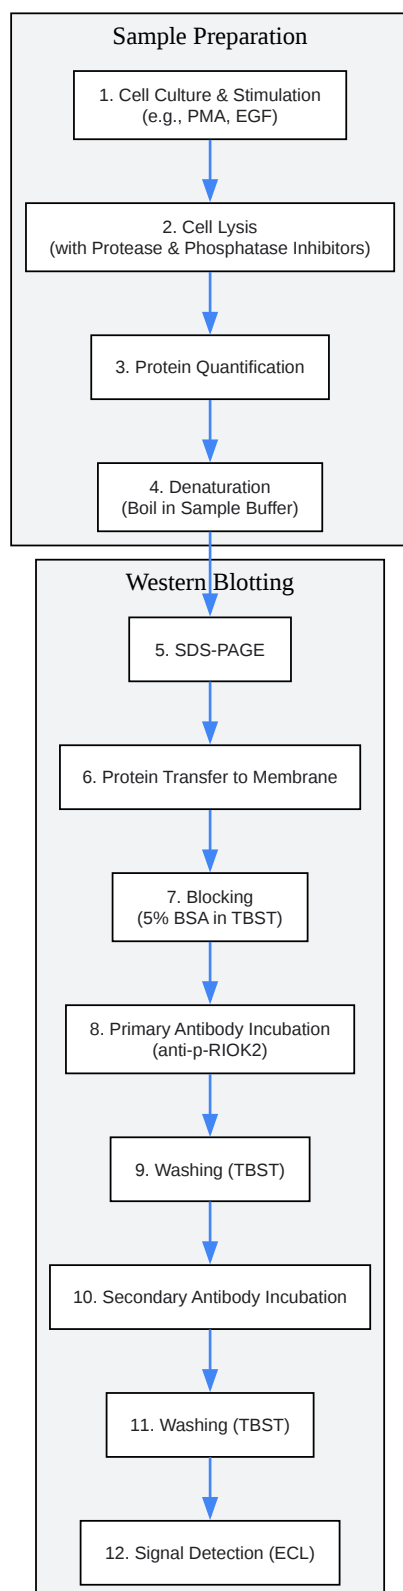 Sample Preparation
1. Cell Culture & Stimulation
(e.g., PMA, EGF)
2. Cell Lysis
(with Protease & Phosphatase Inhibitors)
3. Protein Quantification
4. Denaturation
(Boil in Sample Buffer)
Western Blotting
5. SDS-PAGE
6. Protein Transfer to Membrane
7. Blocking
(5% BSA in TBST)
8. Primary Antibody Incubation
(anti-p-RIOK2)
9. Washing (TBST)
10. Secondary Antibody Incubation
11. Washing (TBST)
12. Signal Detection (ECL)